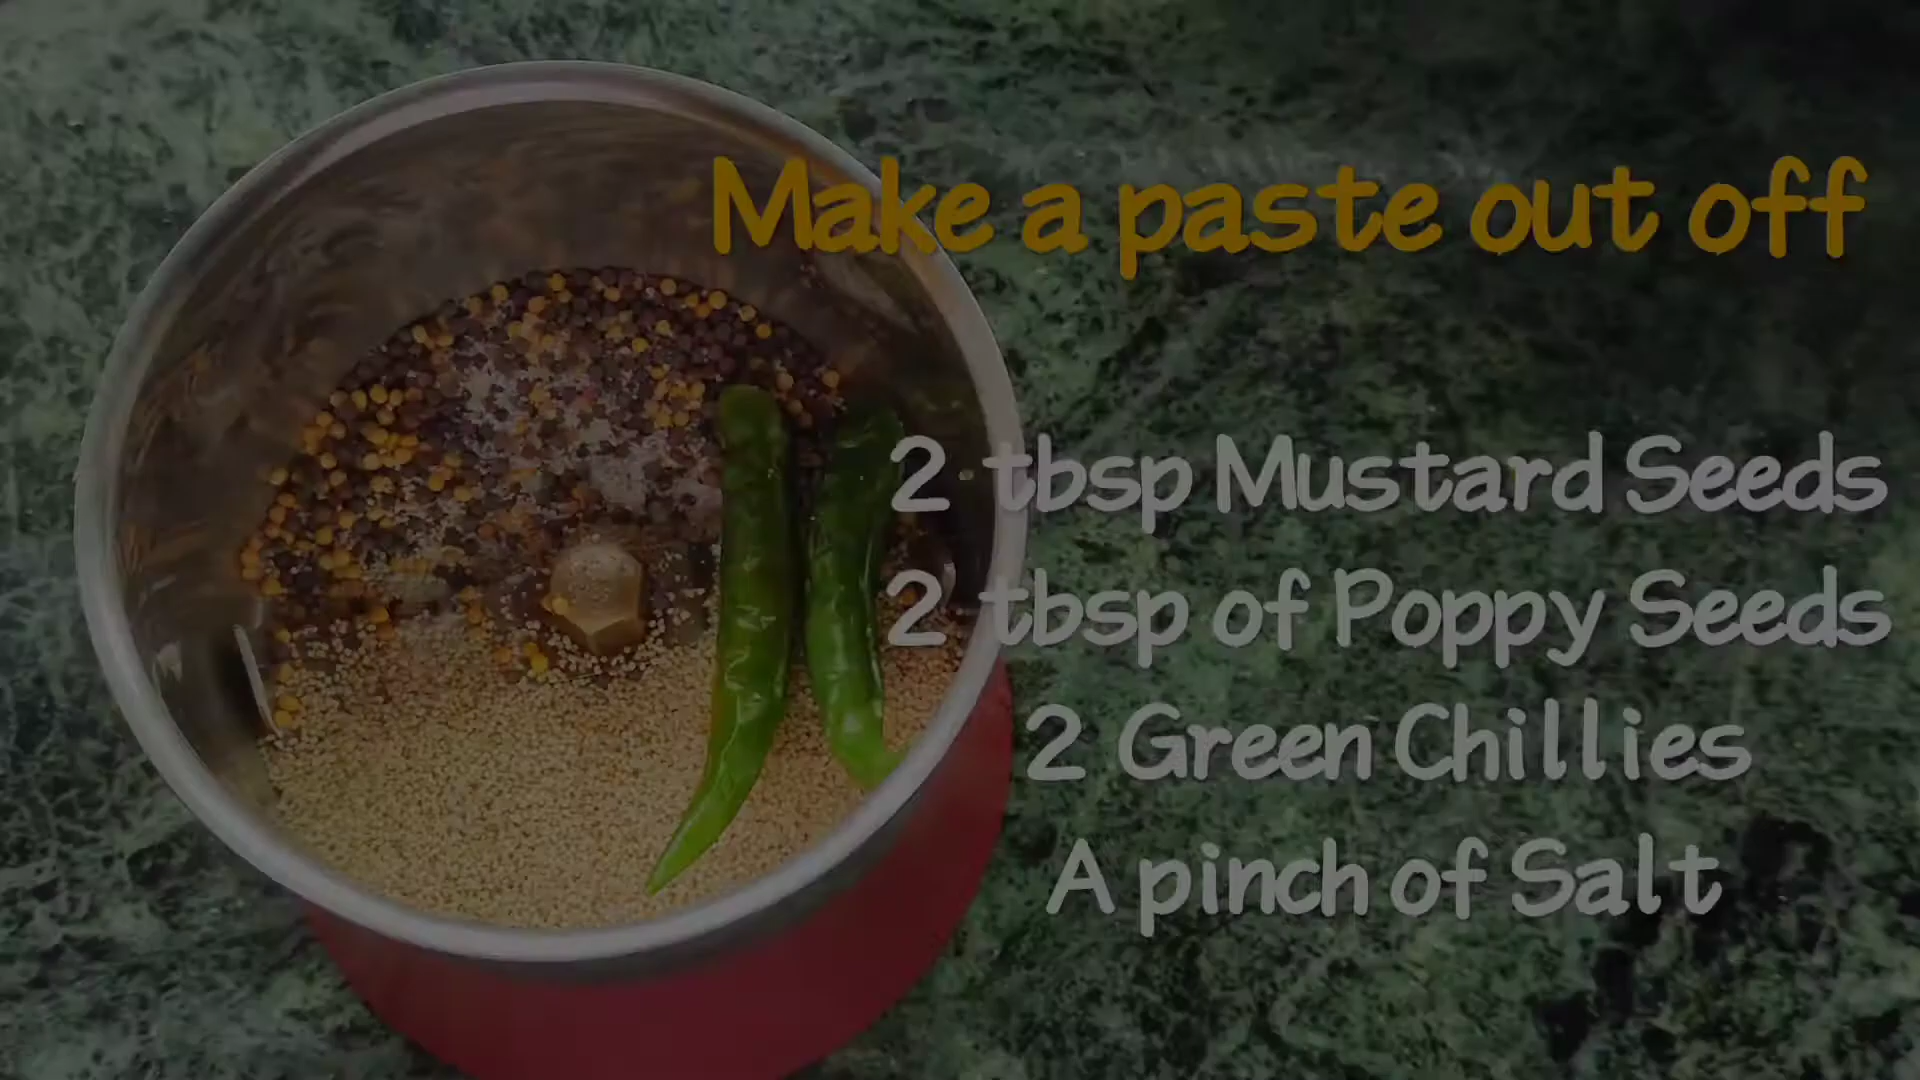 Make a paste out off
2 tbsp Mustard Seeds
2 tbsp of Poppy Seeds
2 Green Chillies
A pinch of Salt